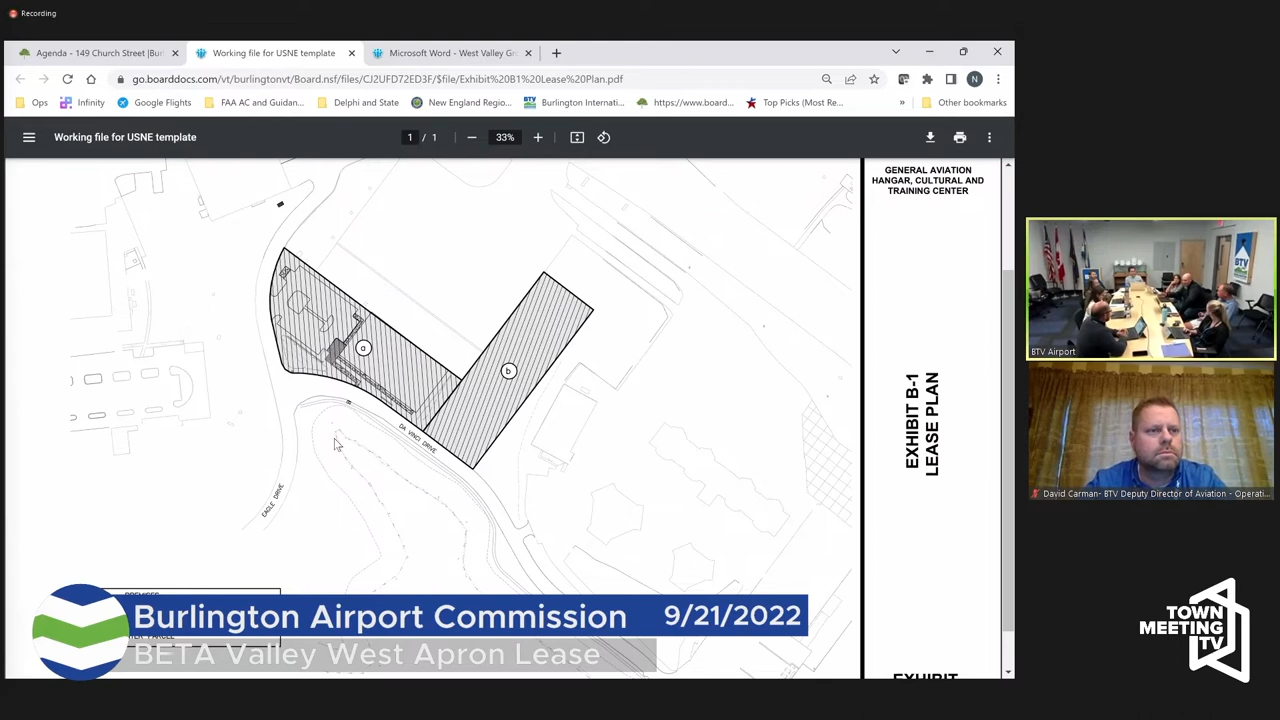 Recording
Agenda - 149 Church Street |Bur
Working file for USNE template
Microsoft Word - West Valley Gr
go.boarddocs.com/vt/burlingtonvt/Board.nsf/files/CJ2UFD72ED3F/$file/Exhibit%20B1%20Lease%20Plan.pdf
N
Ops
Infinity
Google Flights
FAA AC and Guidan...
Delphi and State
New England Regio...
Burlington Internati...
https://www.board...
Top Picks (Most Re...
»
Other bookmarks
Working file for USNE template
1 / 1
33%
GENERAL AVIATION
HANGAR, CULTURAL AND
TRAINING CENTER
a
b
DA VINCI DRIVE
EAGLE DRIVE
EXHIBIT B-1
LEASE PLAN
EXHIBIT
PREMISES
Burlington Airport Commission 9/21/2022
BETA Valley West Apron Lease
BTV
BTV Airport
David Carman- BTV Deputy Director of Aviation - Operati...
TOWN
MEETING
TV